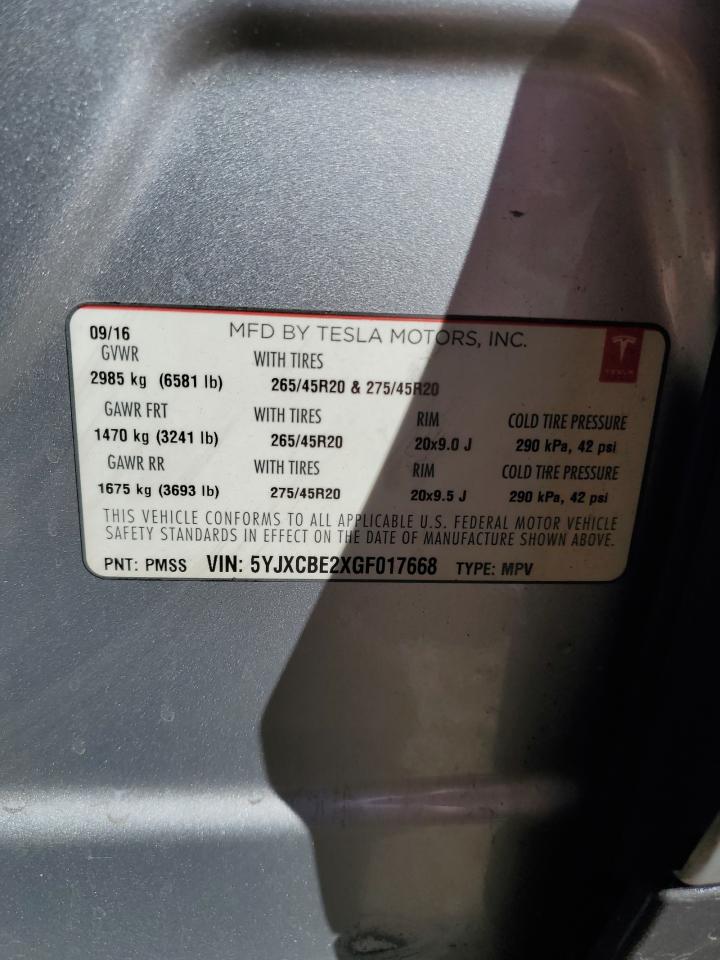 09/16 MFD BY TESLA MOTORS, INC.
GVWR WITH TIRES
2985 kg (6581 lb) 265/45R20 & 275/45R20
GAWR FRT WITH TIRES RIM COLD TIRE PRESSURE
1470 kg (3241 lb) 265/45R20 20x9.0 J 290 kPa, 42 psi
GAWR RR WITH TIRES RIM COLD TIRE PRESSURE
1675 kg (3693 lb) 275/45R20 20x9.5 J 290 kPa, 42 psi
THIS VEHICLE CONFORMS TO ALL APPLICABLE U.S. FEDERAL MOTOR VEHICLE
SAFETY STANDARDS IN EFFECT ON THE DATE OF MANUFACTURE SHOWN ABOVE.
PNT: PMSS VIN: 5YJXCBE2XGF017668 TYPE: MPV
TESLA